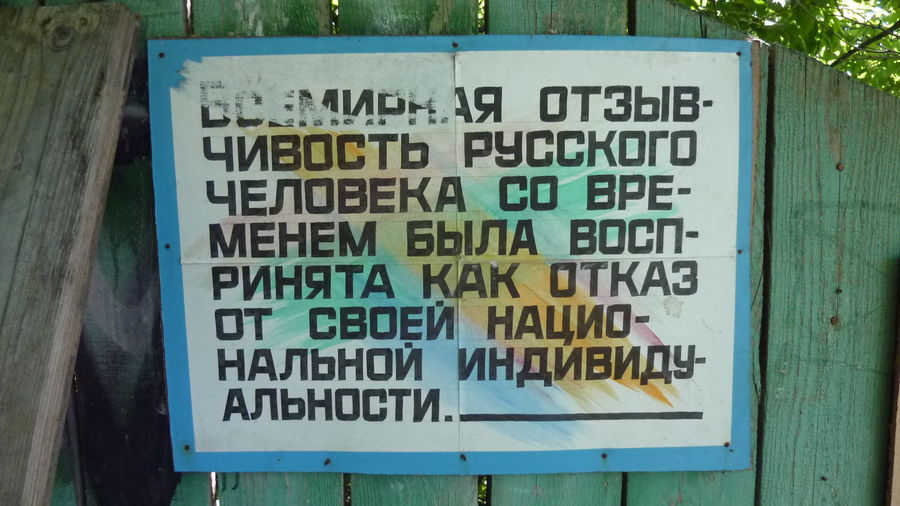 ВСЕМИРНАЯ ОТЗЫВ-
ЧИВОСТЬ РУССКОГО
ЧЕЛОВЕКА СО ВРЕ-
МЕНЕМ БЫЛА ВОСП-
РИНЯТА КАК ОТКАЗ
ОТ СВОЕЙ НАЦИО-
НАЛЬНОЙ ИНДИВИДУ-
АЛЬНОСТИ.